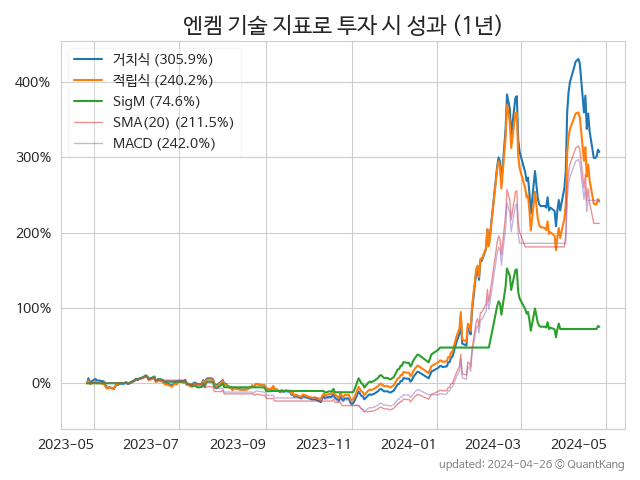 엔켐 기술 지표로 투자 시 성과 (1년)
거치식 (305.9%)
적립식 (240.2%)
SigM (74.6%)
SMA(20) (211.5%)
MACD (242.0%)
400%
300%
200%
100%
0%
2023-05 2023-07 2023-09 2023-11 2024-01 2024-03 2024-05
updated: 2024-04-26 © QuantKang